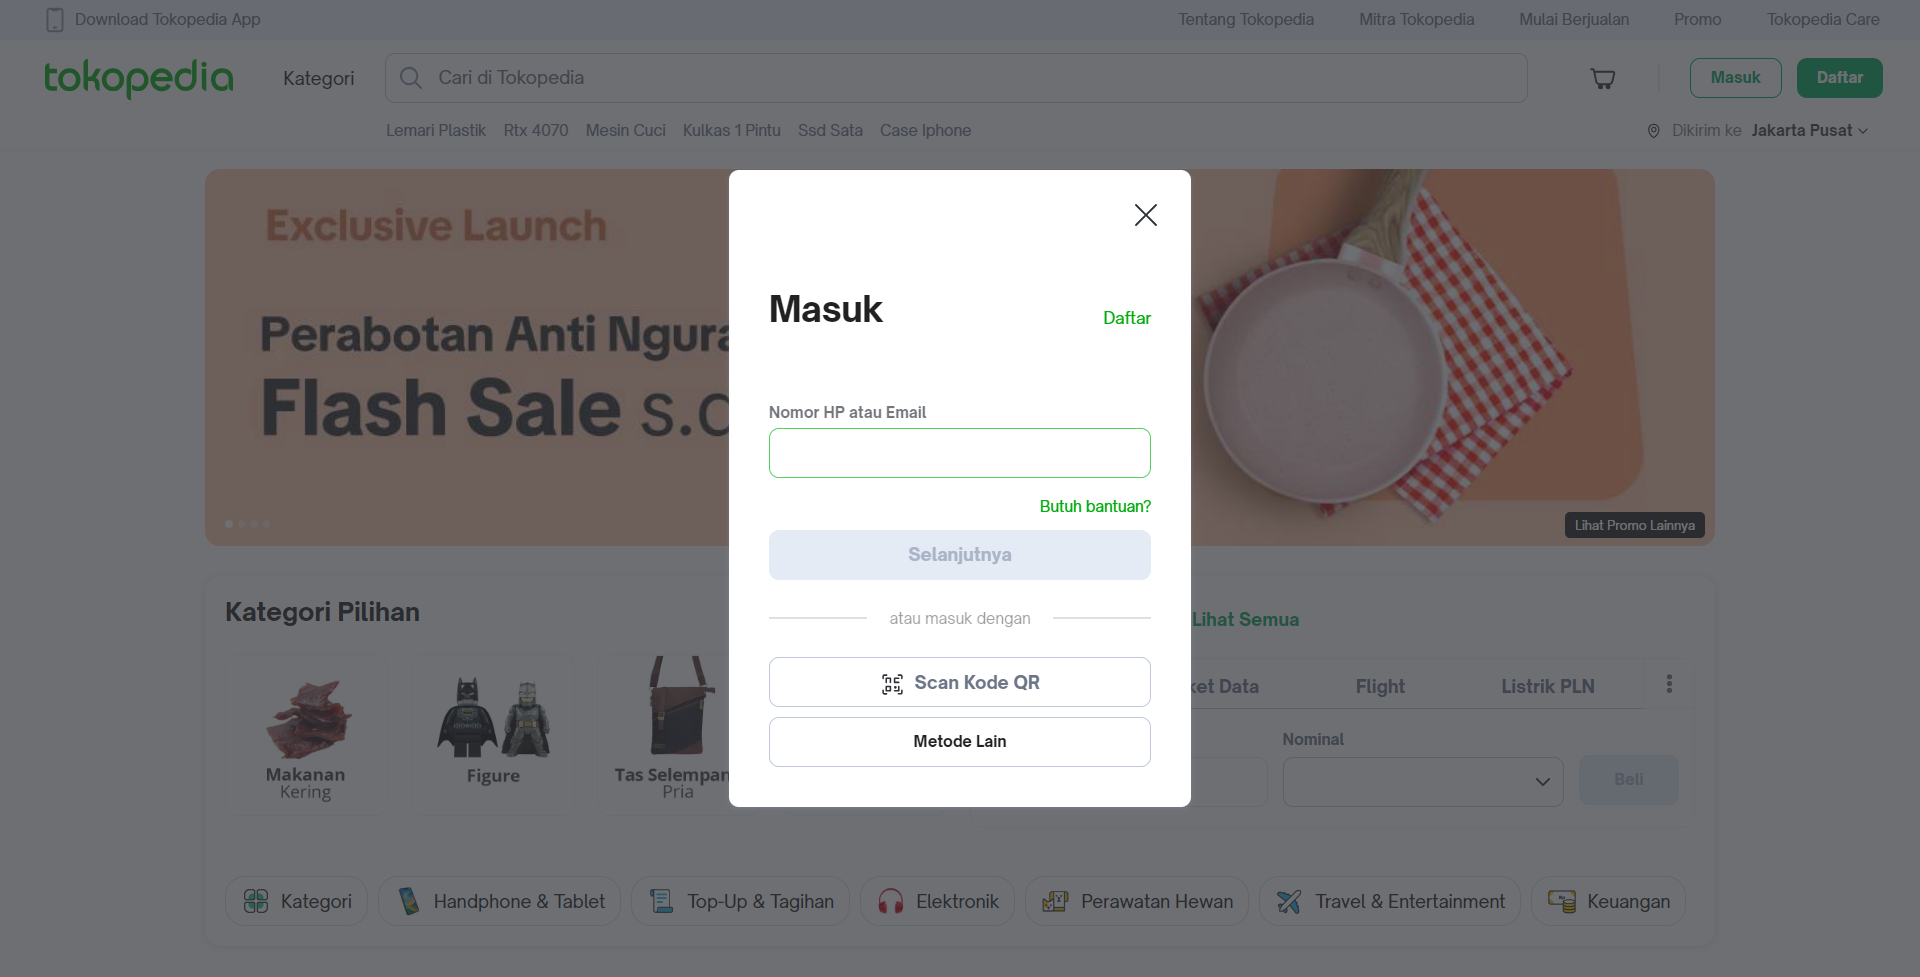 Download Tokopedia App
Tentang Tokopedia
Mitra Tokopedia
Mulai Berjualan
Promo
Tokopedia Care
tokopedia
Kategori
Cari di Tokopedia
Masuk
Daftar
Lemari Plastik
Rtx 4070
Mesin Cuci
Kulkas 1 Pintu
Ssd Sata
Case Iphone
Dikirim ke Jakarta Pusat
Exclusive Launch
Perabotan Anti
Flash Sale
Lihat Promo Lainnya
Masuk
Daftar
Nomor HP atau Email
Butuh bantuan?
Selanjutnya
atau masuk dengan
Scan Kode QR
Metode Lain
Kategori Pilihan
Lihat Semua
Makanan
Kering
Figure
Tas Selempan
Pria
Data
Flight
Listrik PLN
Nominal
Beli
Kategori
Handphone & Tablet
Top-Up & Tagihan
Elektronik
Perawatan Hewan
Travel & Entertainment
Keuangan